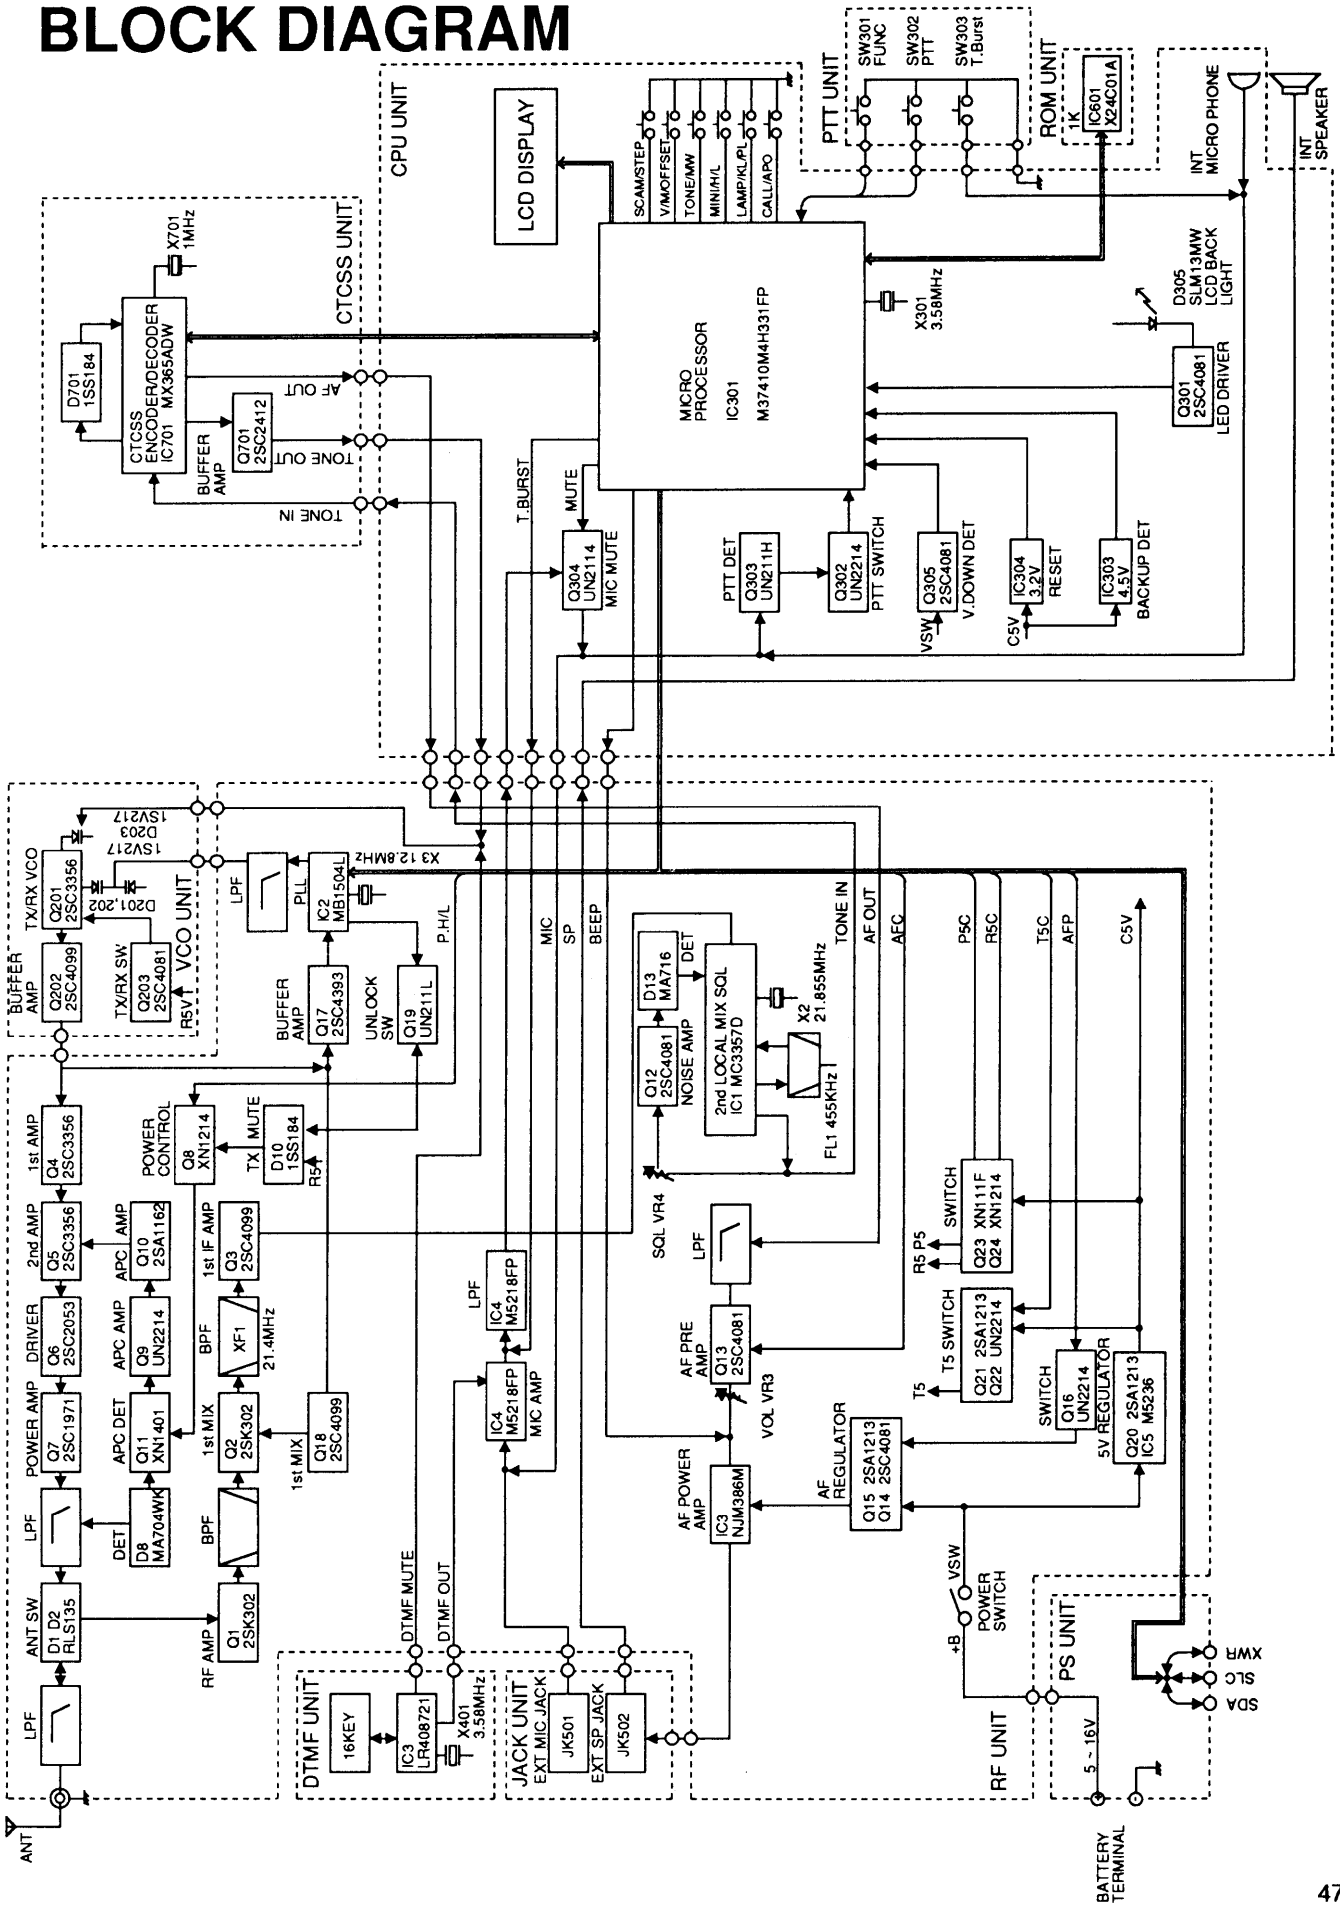 BLOCK DIAGRAM
ANT
LPF
ANT SW
D1 D2
RLS135
LPF
POWER AMP
Q7
2SC1971
DRIVER
Q6
2SC2053
2nd AMP
Q5
2SC3356
1st AMP
Q4
2SC3356
BUFFER
AMP
Q202
2SC4099
TX/RX VCO
Q201
2SC3356
D203
1SV217
D201,202
1SV217
TX/RX SW
Q203
2SC4081
R5V
VCO UNIT
DET
D8
MA704WK
APC DET
Q11
XN1401
APC AMP
Q9
UN2214
APC AMP
Q10
2SA1162
POWER
CONTROL
Q8
XN1214
TX MUTE
D10
1SS184
R5
RF AMP
Q1
2SK302
BPF
1st MIX
Q2
2SK302
BPF
XF1
21.4MHz
1st IF AMP
Q3
2SC4099
1st MIX
Q18
2SC4099
BUFFER
AMP
Q17
2SC4393
UNLOCK
SW
Q19
UN211L
LPF
PLL
IC2
MB1504L
X3 12.8MHz
P.H/L
DTMF UNIT
16KEY
IC3
LR408721
X401
3.58MHz
DTMF MUTE
DTMF OUT
JACK UNIT
EXT MIC JACK
JK501
EXT SP JACK
JK502
IC4
M5218FP
MIC AMP
LPF
IC4
M5218FP
MIC
SP
BEEP
SQL VR4
Q12
2SC4081
NOISE AMP
D13
MA716
DET
2nd LOCAL MIX SQL
IC1 MC3357D
FL1 455KHz
X2
21.855MHz
TONE IN
AF OUT
AFC
P5C
R5C
T5C
AFP
C5V
AF POWER
AMP
IC3
NJM386M
VOL VR3
AF PRE
AMP
Q13
2SC4081
LPF
AF
REGULATOR
Q15 2SA1213
Q14 2SC4081
T5 SWITCH
Q21 2SA1213
Q22 UN2214
T5
SWITCH
Q23 XN111F
Q24 XN1214
R5 P5
SWITCH
Q16
UN2214
5V REGULATOR
Q20 2SA1213
IC5 M5236
+B
VSW
POWER
SWITCH
RF UNIT
PS UNIT
5 ~ 16V
BATTERY
TERMINAL
SDA
SLC
XWR
CTCSS UNIT
D701
1SS184
CTCSS
ENCODER/DECODER
IC701 MX365ADW
X701
1MHz
BUFFER
AMP
Q701
2SC2412
TONE IN
TONE OUT
AF OUT
CPU UNIT
LCD DISPLAY
T.BURST
MUTE
Q304
UN2114
MIC MUTE
MICRO
PROCESSOR
IC301
M37410M4H331FP
SCAM/STEP
V/M/OFFSET
TONE/MW
MINI/H/L
LAMP/KL/PL
CALL/APO
PTT DET
Q303
UN211H
Q302
UN2214
PTT SWITCH
VSW
Q305
2SC4081
V.DOWN DET
C5V
IC304
3.2V
RESET
IC303
4.5V
BACKUP DET
X301
3.58MHz
Q301
2SC4081
LED DRIVER
D305
SLM13MW
LCD BACK
LIGHT
PTT UNIT
SW301
FUNC
SW302
PTT
SW303
T.Burst
ROM UNIT
1K
IC601
X24C01A
INT
MICRO PHONE
INT
SPEAKER
47